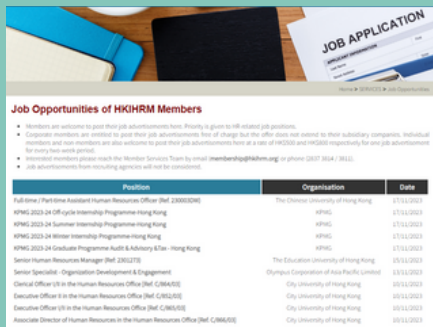 JOB APPLICATION
Home > SERVICES > Job Opportunities
Job Opportunities of HKIHRM Members
Members are welcome to post their job advertisements here. Priority is given to HR-related job positions.
Corporate members are entitled to post their job advertisements free of charge but the offer does not extend to their subsidiary companies. Individual
members and non-members are also welcome to post their job advertisements here at a rate of HK$500 and HK$800 respectively for one job advertisement
for every two-week period.
Interested members please reach the Member Services Team by email (membership@hkihrm.org) or phone (2837 3814 / 3811).
Job advertisements from recruiting agencies will not be considered.
Position Organisation Date
Full-time / Part-time Assistant Human Resources Officer (Ref. 230003DW) The Chinese University of Hong Kong 17/11/2023
KPMG 2023-24 Off-cycle Internship Programme-Hong Kong KPMG 17/11/2023
KPMG 2023-24 Summer Internship Programme-Hong Kong KPMG 17/11/2023
KPMG 2023-24 Winter Internship Programme-Hong Kong KPMG 17/11/2023
KPMG 2023-24 Graduate Programme Audit & Advisory &Tax - Hong Kong KPMG 17/11/2023
Senior Human Resources Manager (Ref: 2301273) The Education University of Hong Kong 15/11/2023
Senior Specialist - Organization Development & Engagement Olympus Corporation of Asia Pacific Limited 13/11/2023
Clerical Officer I/II in the Human Resources Office [Ref. C/864/03] City University of Hong Kong 10/11/2023
Executive Officer II in the Human Resources Office [Ref. C/852/03] City University of Hong Kong 10/11/2023
Executive Officer I/II in the Human Resources Office [Ref. C/865/03] City University of Hong Kong 10/11/2023
Associate Director of Human Resources in the Human Resources Office [Ref. C/866/03] City University of Hong Kong 10/11/2023